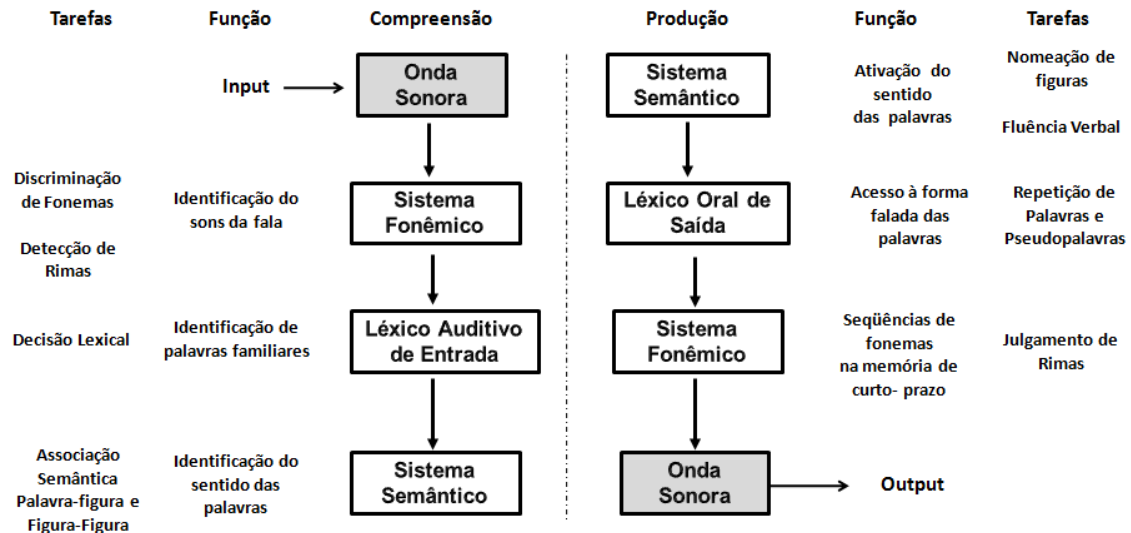 Tarefas Função Compreensão Produção Função Tarefas
Input
Onda
Sonora
Sistema
Semântico
Ativação do
sentido
das palavras
Nomeação de
figuras
Fluência Verbal
Discriminação
de Fonemas
Detecção de
Rimas
Identificação do
sons da fala
Sistema
Fonêmico
Léxico Oral de
Saída
Acesso à forma
falada das
palavras
Repetição de
Palavras e
Pseudopalavras
Decisão Lexical
Identificação de
palavras familiares
Léxico Auditivo
de Entrada
Sistema
Fonêmico
Seqüências de
fonemas
na memória de
curto- prazo
Julgamento de
Rimas
Associação
Semântica
Palavra-figura e
Figura-Figura
Identificação do
sentido das
palavras
Sistema
Semântico
Onda
Sonora
Output